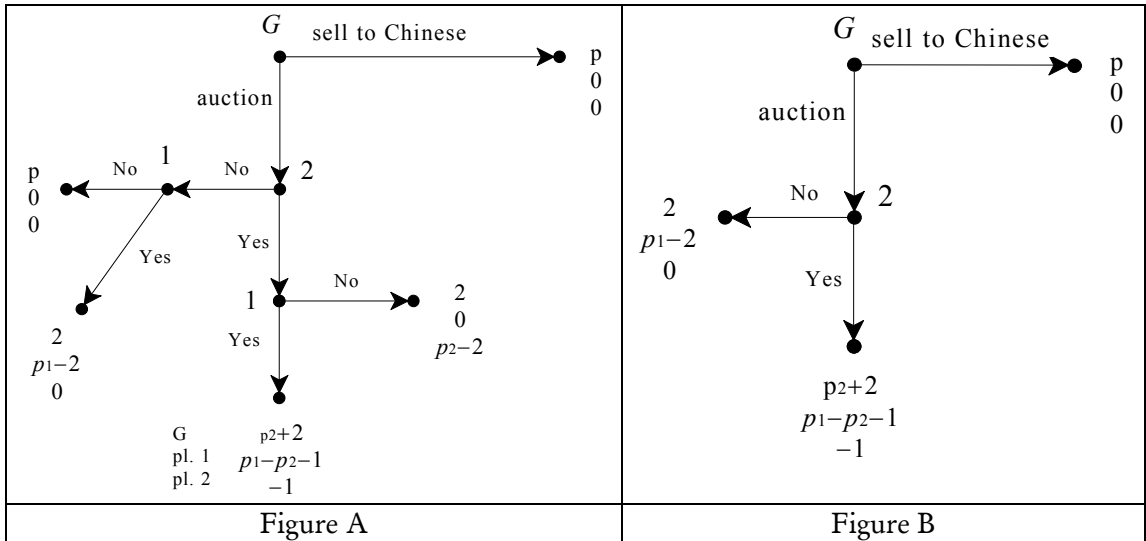 G
sell to Chinese
p
0
0
auction
1
2
No
No
p
0
0
Yes
Yes
2
p1−2
0
1
No
2
0
p2−2
Yes
G p2+2
pl. 1 p1−p2−1
pl. 2 −1
Figure A
G
sell to Chinese
p
0
0
auction
2
No
2
p1−2
0
Yes
p2+2
p1−p2−1
−1
Figure B